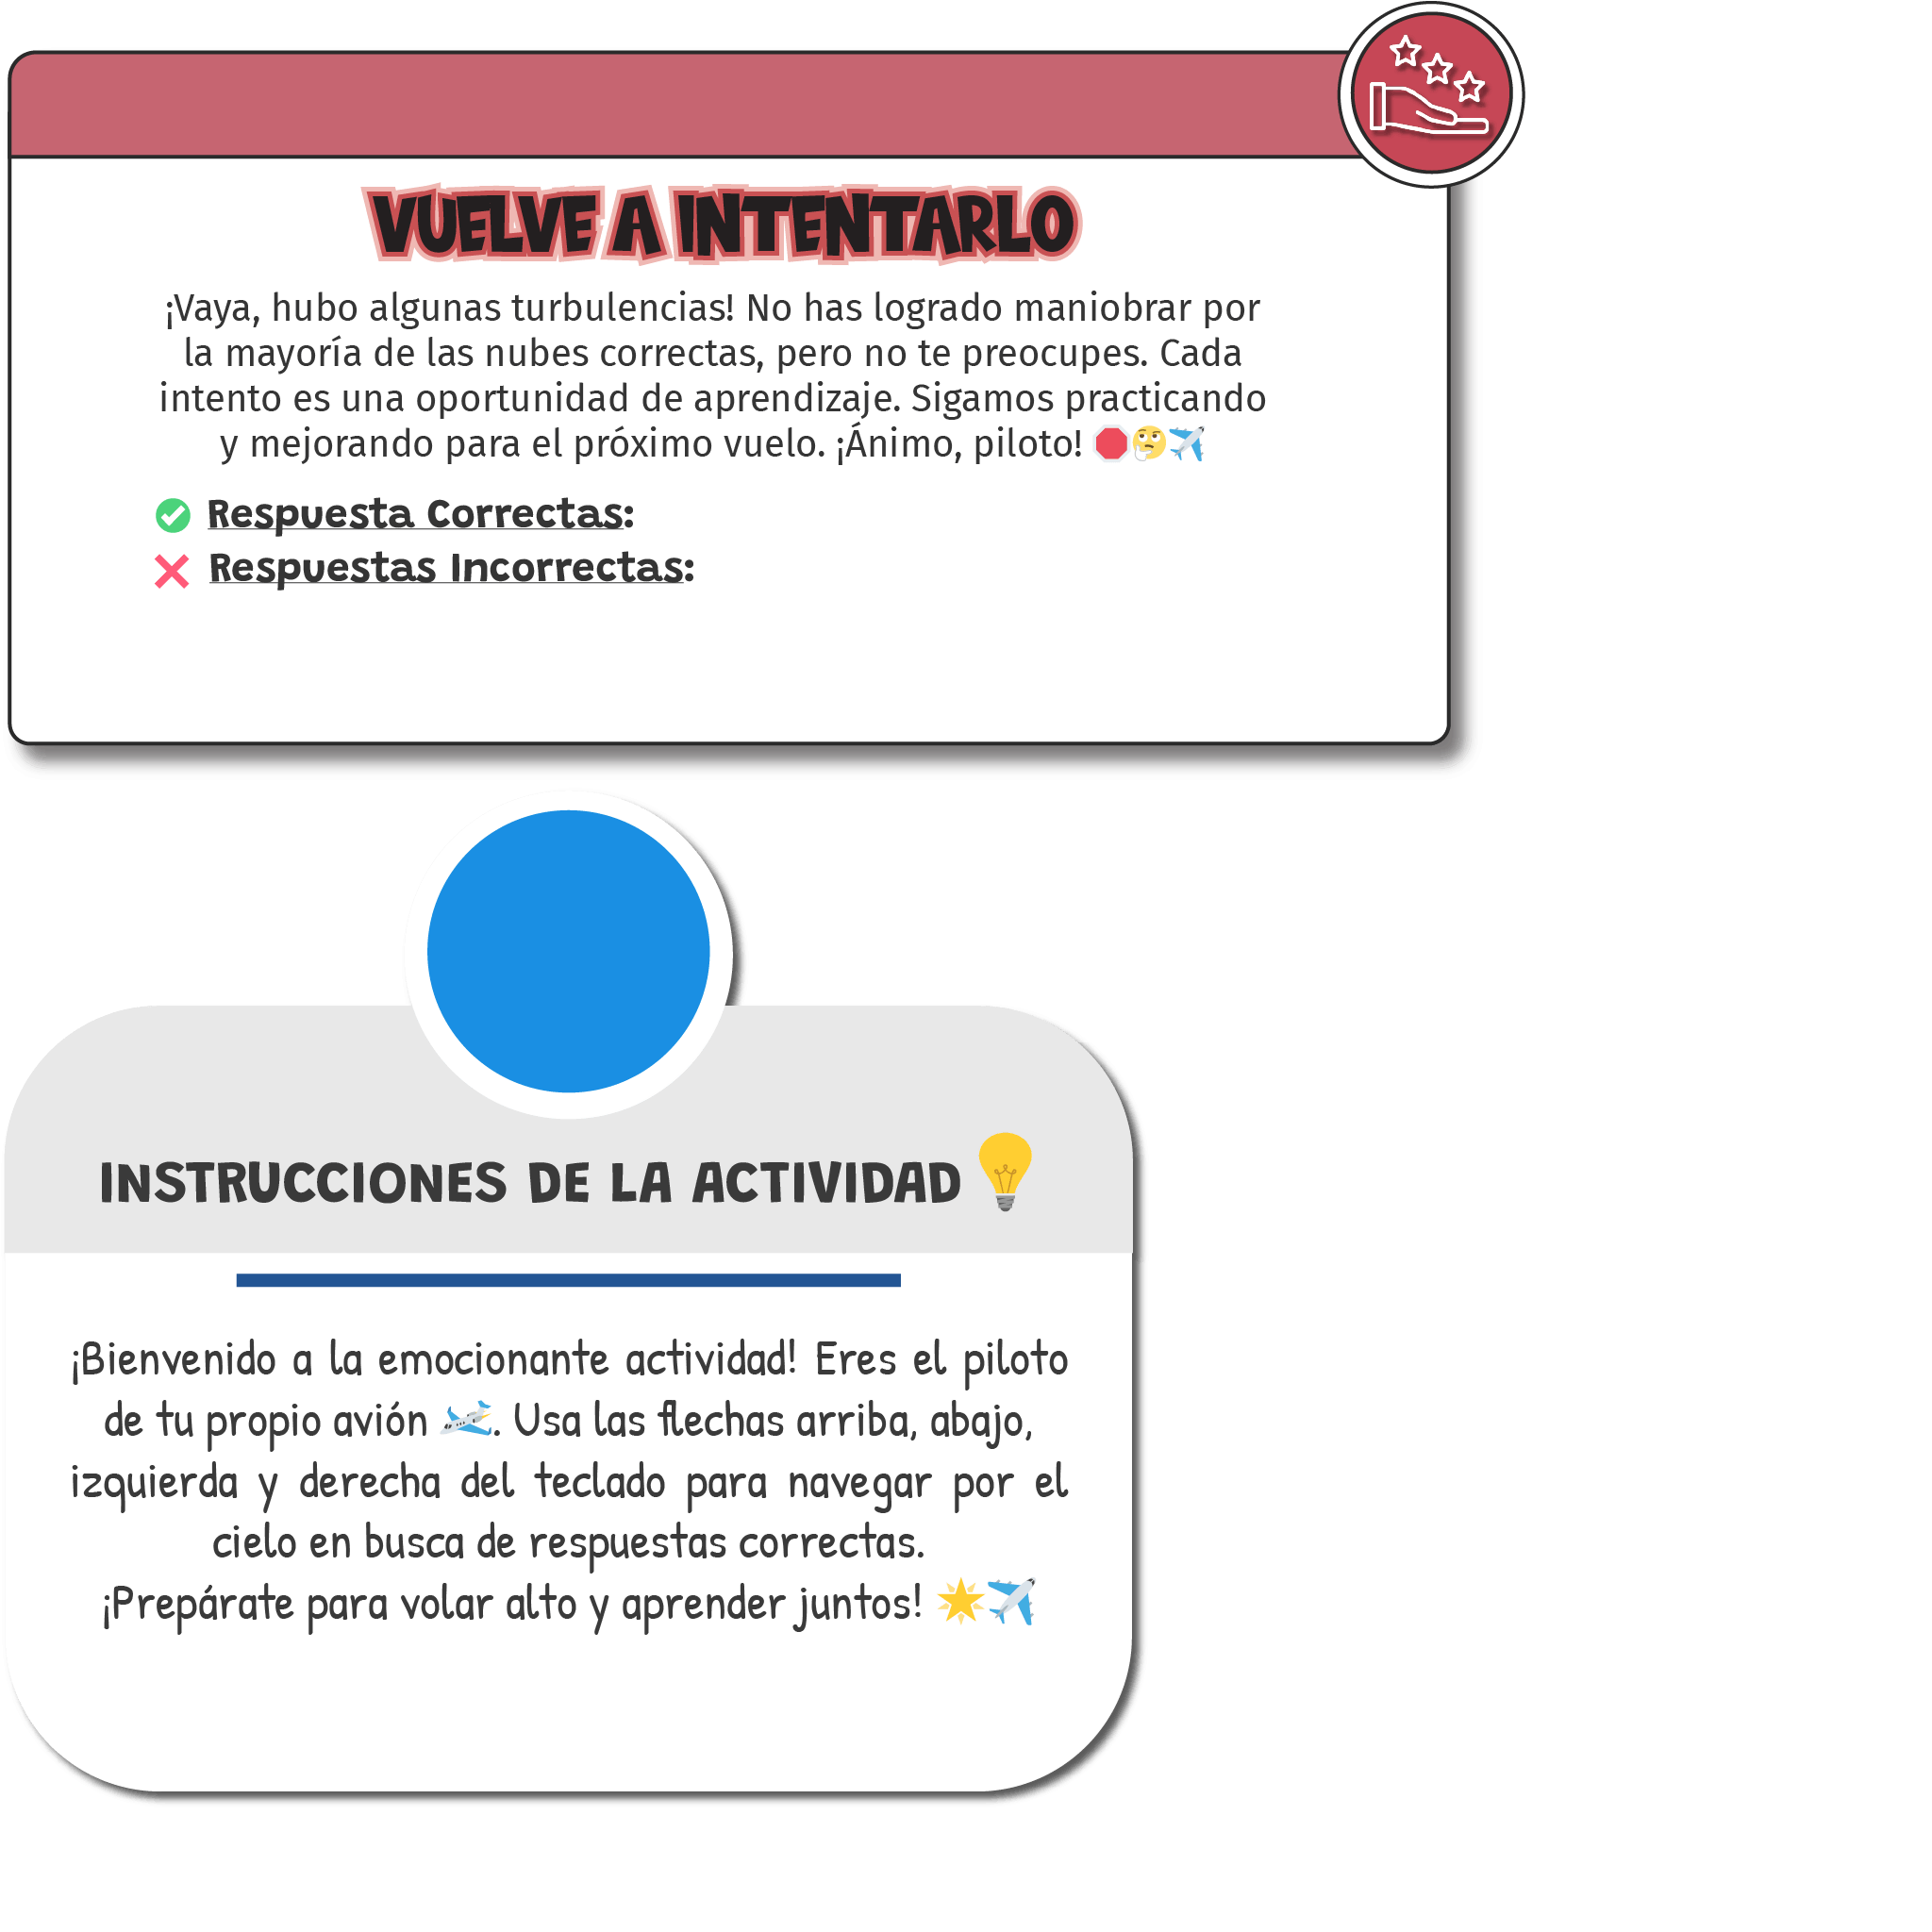 VUELVE A INTENTARLO
¡Vaya, hubo algunas turbulencias! No has logrado maniobrar por
la mayoría de las nubes correctas, pero no te preocupes. Cada
intento es una oportunidad de aprendizaje. Sigamos practicando
y mejorando para el próximo vuelo. ¡Ánimo, piloto! 🛑🤔✈️
✅ Respuesta Correctas:
❌ Respuestas Incorrectas:
INSTRUCCIONES DE LA ACTIVIDAD 💡
¡Bienvenido a la emocionante actividad! Eres el piloto
de tu propio avión 🛩️. Usa las flechas arriba, abajo,
izquierda y derecha del teclado para navegar por el
cielo en busca de respuestas correctas.
¡Prepárate para volar alto y aprender juntos! 🌟✈️